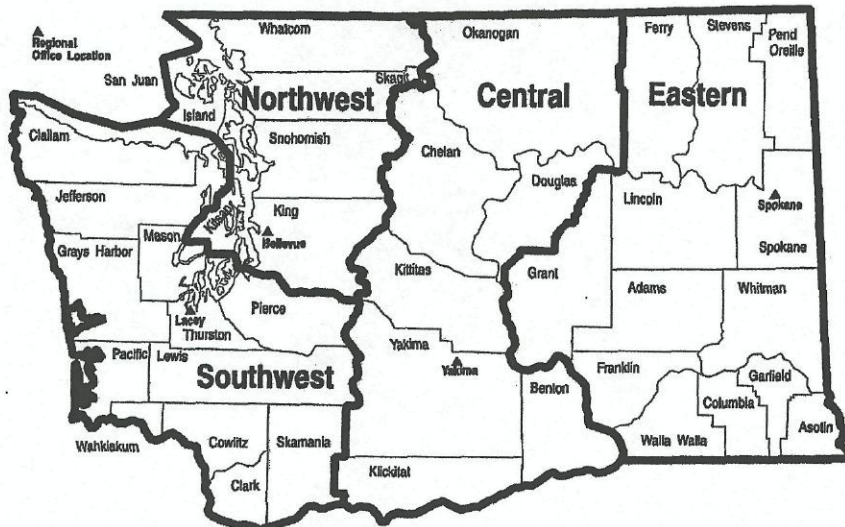 Regional
Office Location
Whatcom
Okanogan
Ferry
Stevens
Pend
Oreille
San Juan
Skagit
Island
Northwest
Central
Eastern
Clallam
Snohomish
Chelan
Douglas
Jefferson
Lincoln
Spokane
King
Kitsap
Bellevue
Mason
Grays Harbor
Spokane
Kittitas
Grant
Adams
Whitman
Pierce
Lacey
Thurston
Yakima
Pacific
Lewis
Yakima
Franklin
Southwest
Benton
Garfield
Columbia
Asotin
Wahkiakum
Cowlitz
Skamania
Walla Walla
Klickitat
Clark